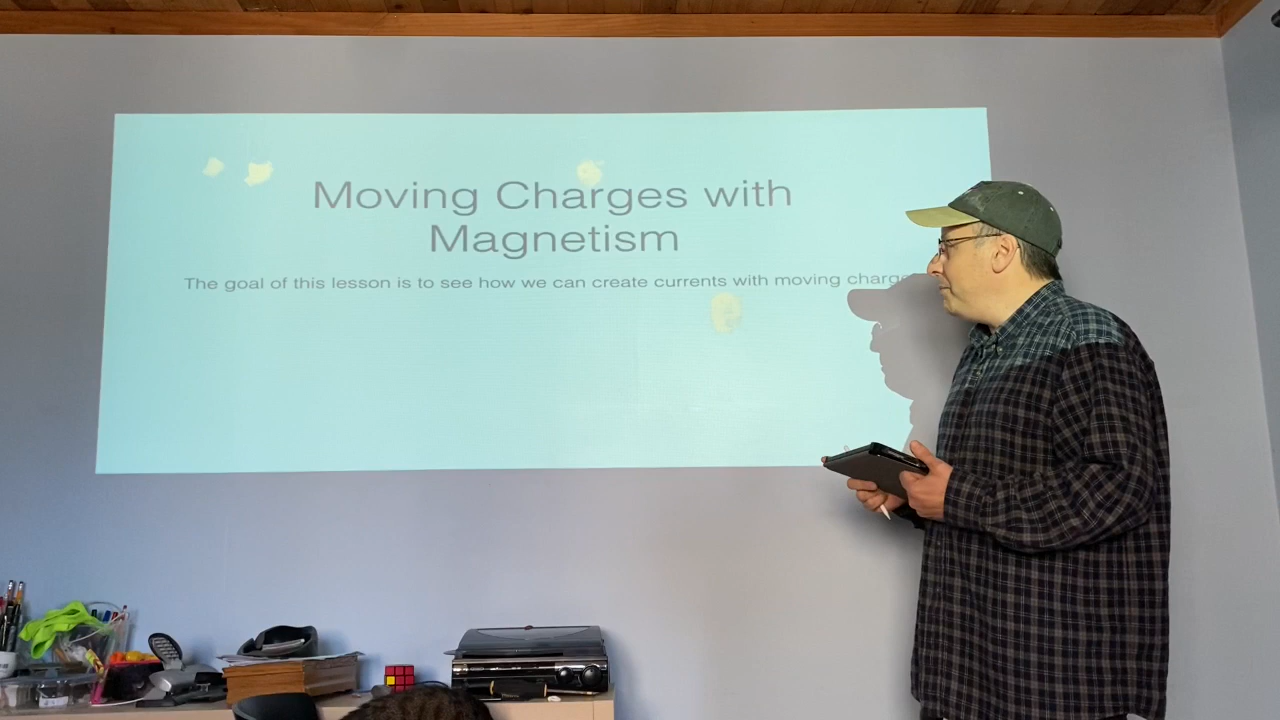 Moving Charges with
Magnetism
The goal of this lesson is to see how we can create currents with moving